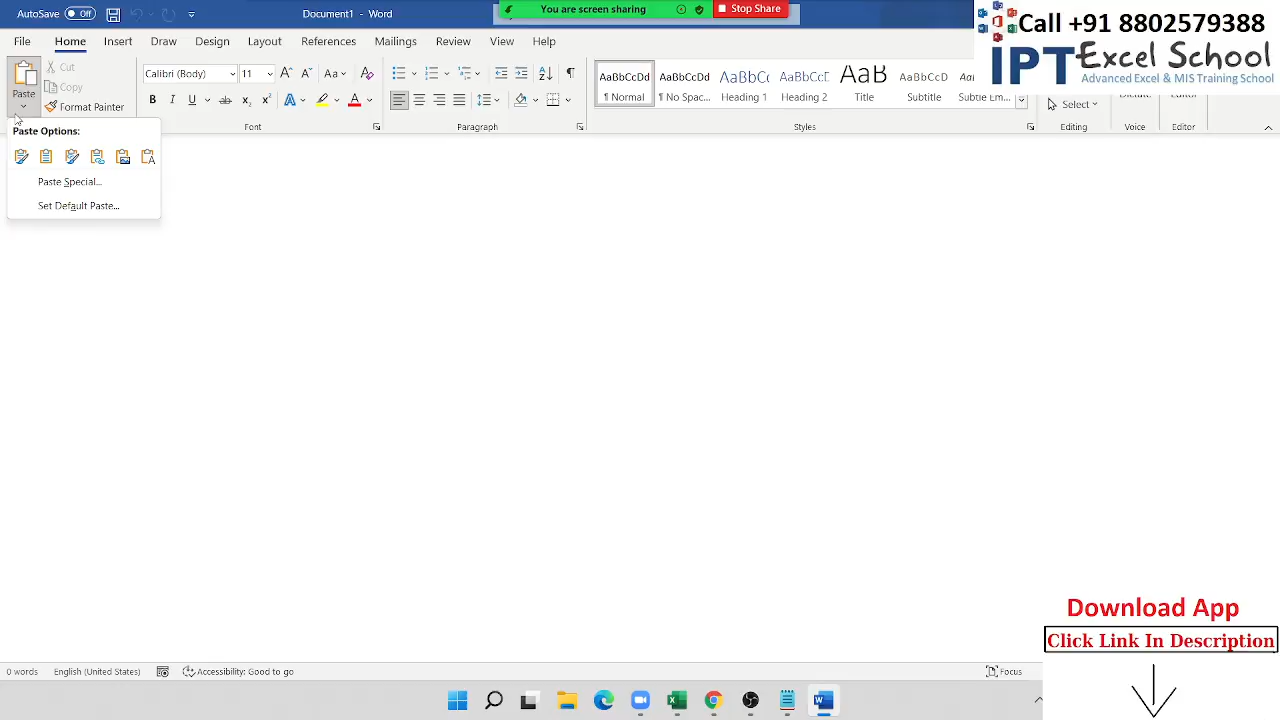 AutoSave Off Document1 - Word You are screen sharing Stop Share
Call +91 8802579388
IPT Excel School
Advanced Excel & MIS Training School
File Home Insert Draw Design Layout References Mailings Review View Help
Paste
Cut
Copy
Format Painter
Calibri (Body) 11
AaBbCcDd
¶ Normal
AaBbCcDd
¶ No Spac...
Heading 1
Heading 2
AaB
Title
AaBbCcD
Subtitle
Subtle Em...
Select
Font
Paragraph
Styles
Editing
Voice
Editor
Paste Options:
Paste Special...
Set Default Paste...
Download App
Click Link In Description
0 words English (United States) Accessibility: Good to go Focus